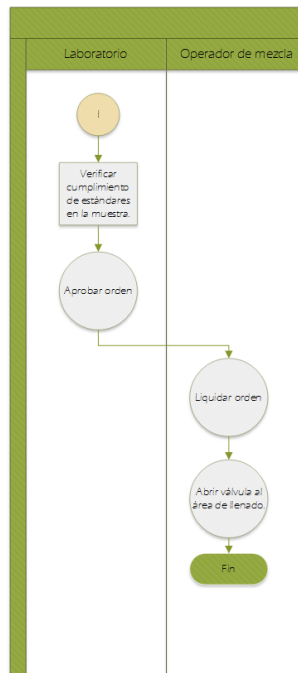 Laboratorio
Operador de mezcla
I
Verificar
cumplimiento
de estándares
en la muestra.
Aprobar orden
Liquidar orden
Abrir válvula al
área de llenado.
Fin